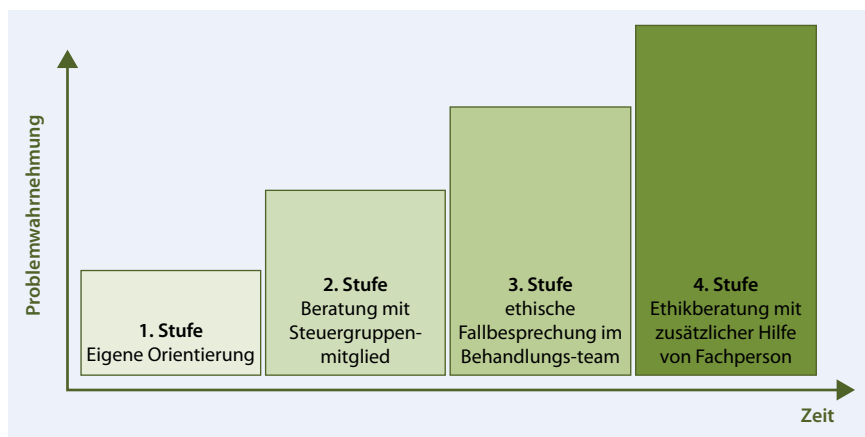 Problemwahrnehmung
1. Stufe
Eigene Orientierung
2. Stufe
Beratung mit
Steuergruppen-
mitglied
3. Stufe
ethische
Fallbesprechung im
Behandlungs-team
4. Stufe
Ethikberatung mit
zusätzlicher Hilfe
von Fachperson
Zeit